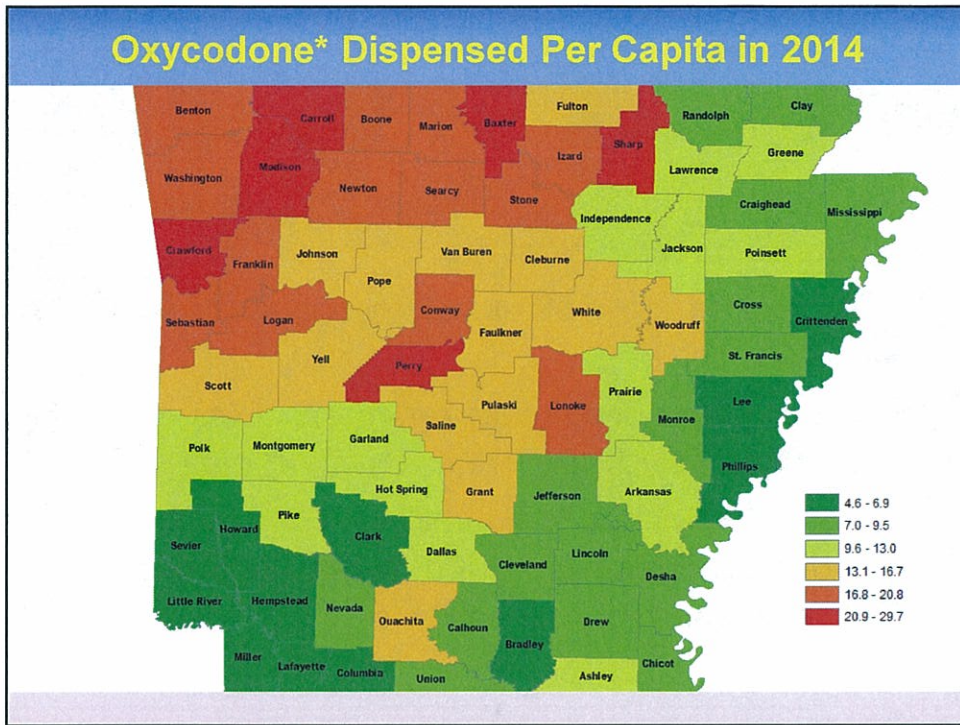 Oxycodone* Dispensed Per Capita in 2014
Benton
Carroll
Boone
Marion
Baxter
Fulton
Sharp
Randolph
Clay
Washington
Madison
Newton
Searcy
Stone
Izard
Lawrence
Greene
Independence
Craighead
Mississippi
Crawford
Franklin
Johnson
Pope
Van Buren
Cleburne
Jackson
Poinsett
Sebastian
Logan
Conway
Faulkner
White
Woodruff
Cross
Crittenden
Scott
Yell
Perry
Pulaski
Lonoke
Prairie
St. Francis
Monroe
Lee
Polk
Montgomery
Garland
Saline
Phillips
Hot Spring
Grant
Jefferson
Arkansas
Sevier
Howard
Pike
Clark
Dallas
Cleveland
Lincoln
Desha
Little River
Hempstead
Nevada
Ouachita
Calhoun
Bradley
Drew
Miller
Lafayette
Columbia
Union
Ashley
Chicot
4.6 - 6.9
7.0 - 9.5
9.6 - 13.0
13.1 - 16.7
16.8 - 20.8
20.9 - 29.7